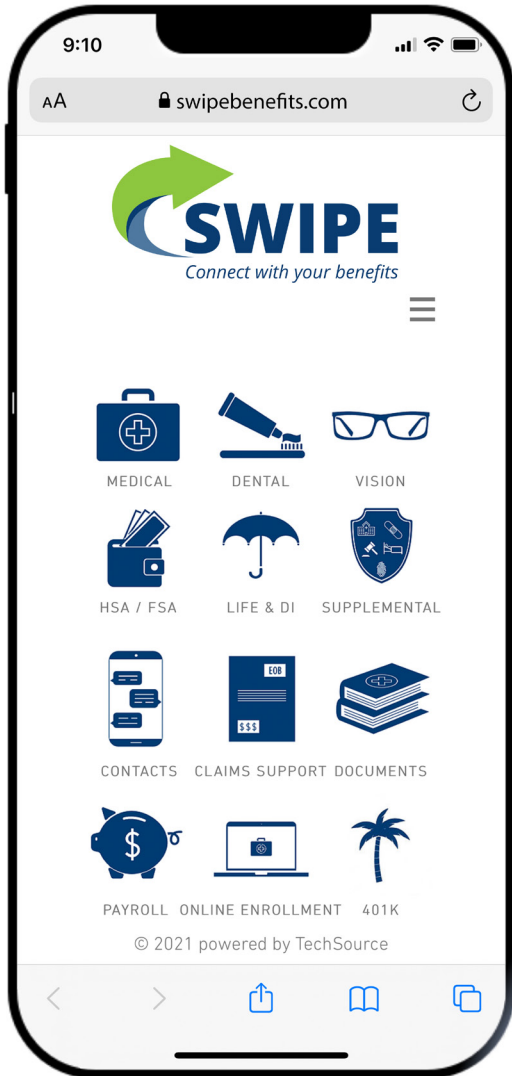 9:10
AA
swipebenefits.com
SWIPE
Connect with your benefits
MEDICAL DENTAL VISION
HSA / FSA LIFE & DI SUPPLEMENTAL
EOB
$$$
CONTACTS CLAIMS SUPPORT DOCUMENTS
$
PAYROLL ONLINE ENROLLMENT 401K
© 2021 powered by TechSource